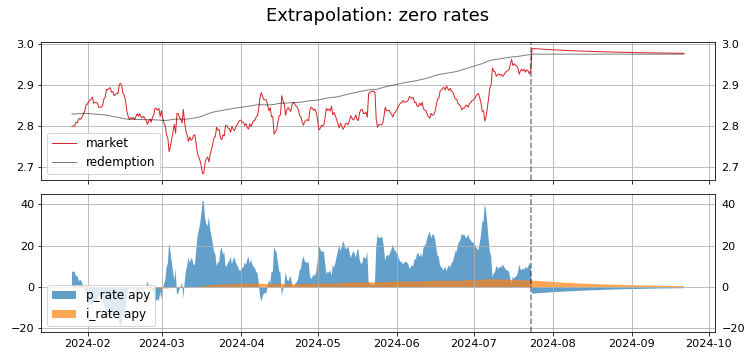 Extrapolation: zero rates
3.0 3.0
2.9 2.9
2.8 2.8
2.7 2.7
market
redemption
40 40
20 20
0 0
−20 −20
p_rate apy
i_rate apy
2024-02 2024-03 2024-04 2024-05 2024-06 2024-07 2024-08 2024-09 2024-10